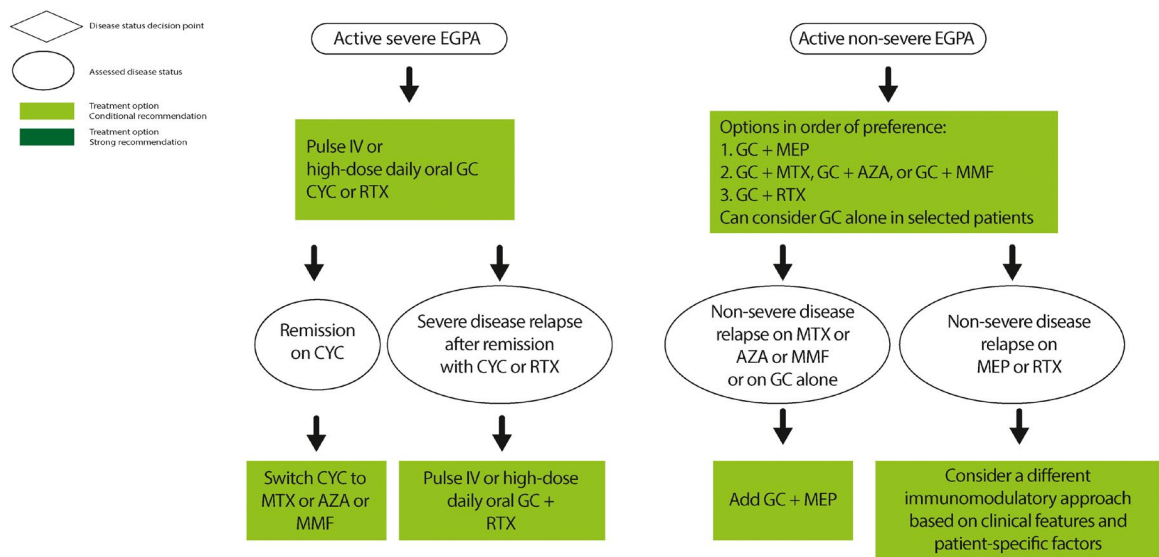 Disease status decision point
Assessed disease status
Treatment option
Conditional recommendation
Treatment option
Strong recommendation
Active severe EGPA
Pulse IV or
high-dose daily oral GC
CYC or RTX
Remission
on CYC
Severe disease relapse
after remission
with CYC or RTX
Switch CYC to
MTX or AZA or
MMF
Pulse IV or high-dose
daily oral GC +
RTX
Active non-severe EGPA
Options in order of preference:
1. GC + MEP
2. GC + MTX, GC + AZA, or GC + MMF
3. GC + RTX
Can consider GC alone in selected patients
Non-severe disease
relapse on MTX or
AZA or MMF
or on GC alone
Non-severe disease
relapse on
MEP or RTX
Add GC + MEP
Consider a different
immunomodulatory approach
based on clinical features and
patient-specific factors